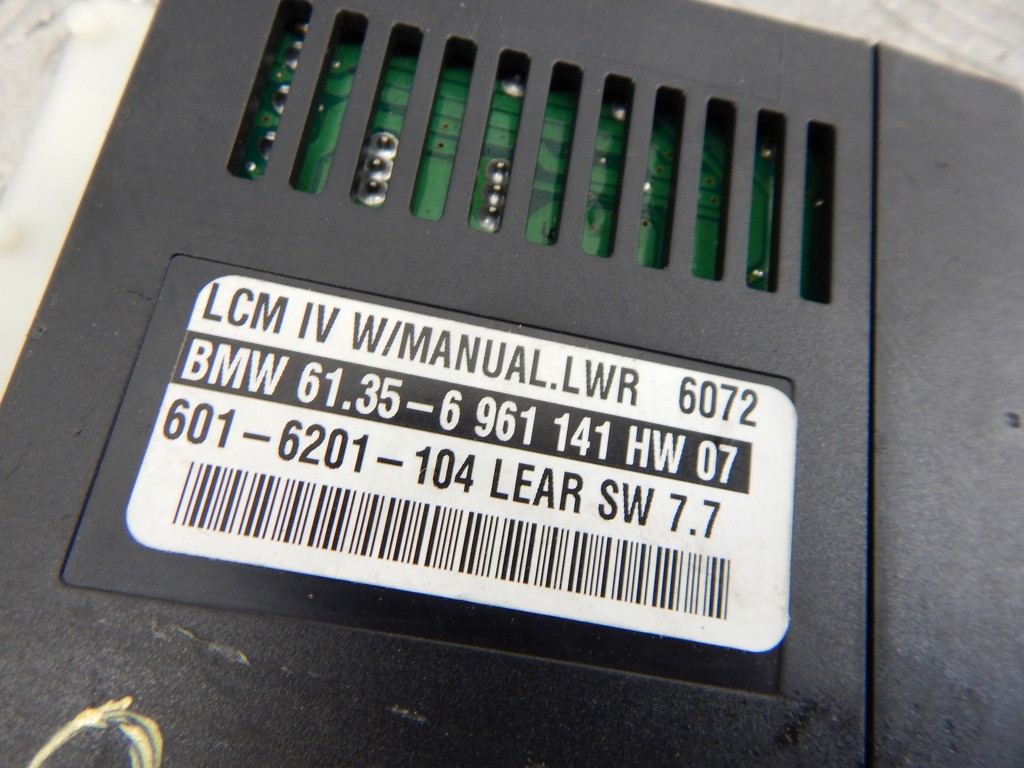 LCM IV W/MANUAL.LWR 6072
BMW 61.35-6 961 141 HW 07
601-6201-104 LEAR SW 7.7